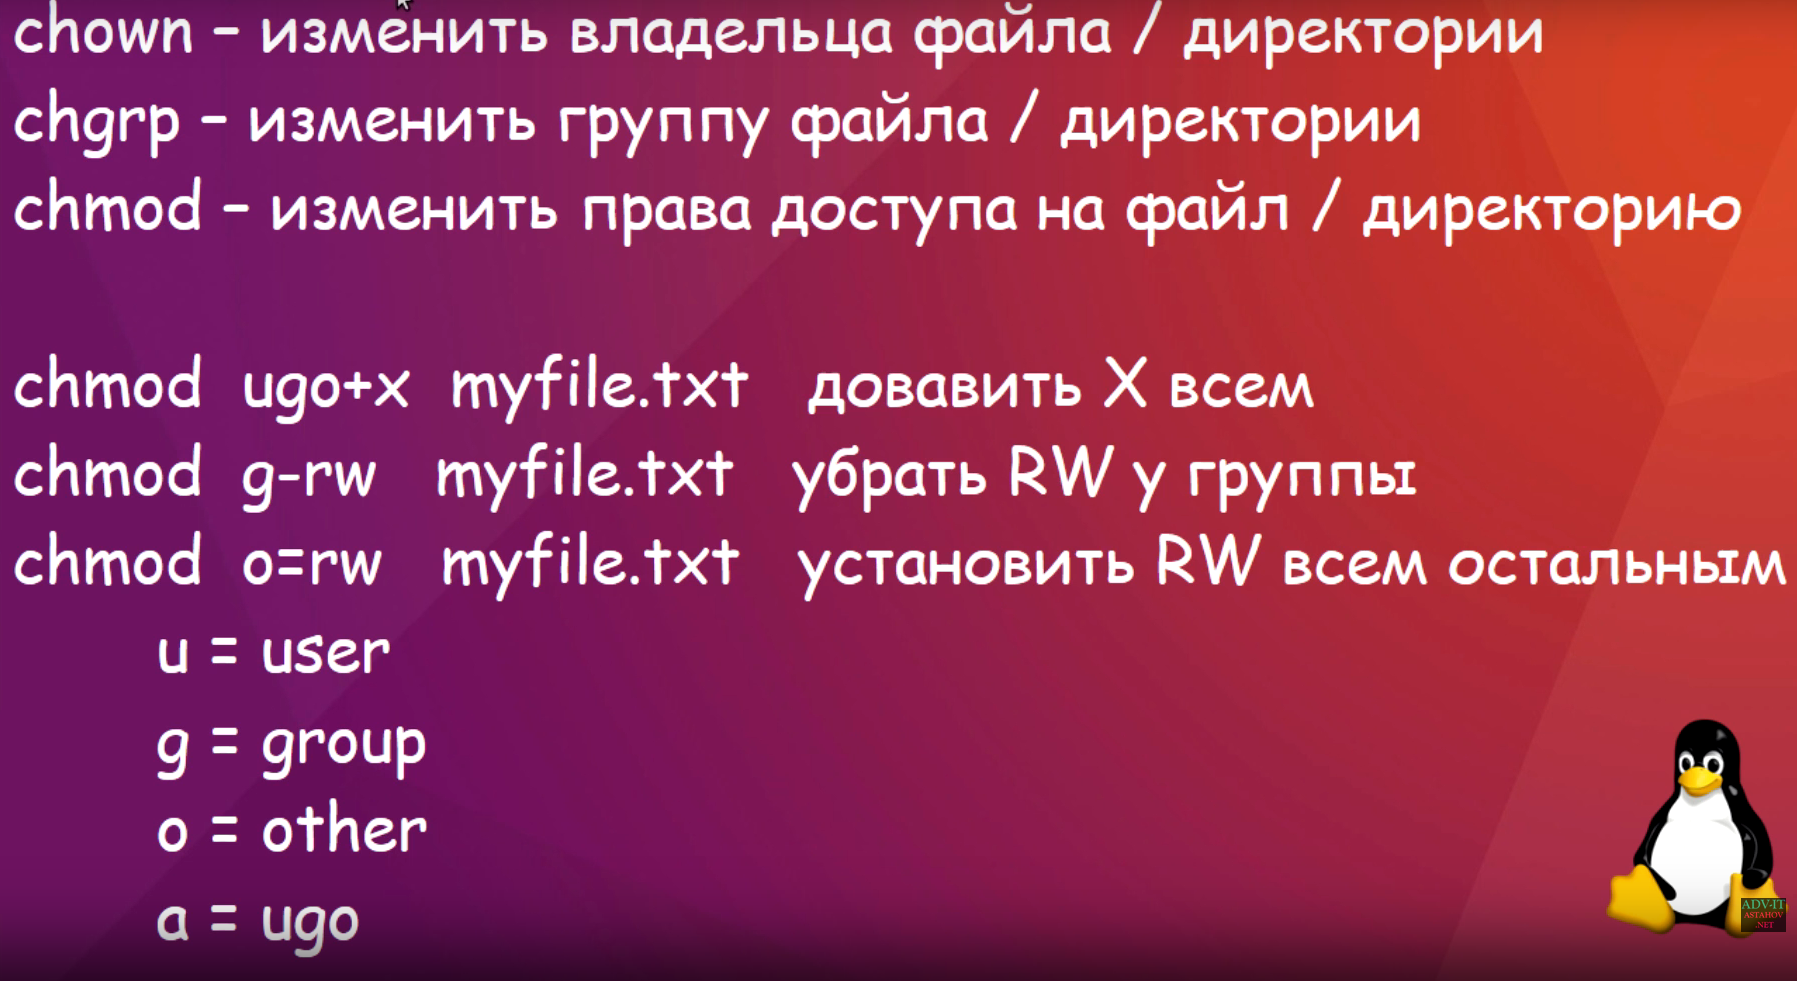 chown – изменить владельца файла / директории
chgrp – изменить группу файла / директории
chmod – изменить права доступа на файл / директорию
chmod ugo+x myfile.txt довавить X всем
chmod g-rw myfile.txt убрать RW у группы
chmod o=rw myfile.txt установить RW всем остальным
u = user
g = group
o = other
a = ugo
ADV-IT
ASTAHOV
.NET